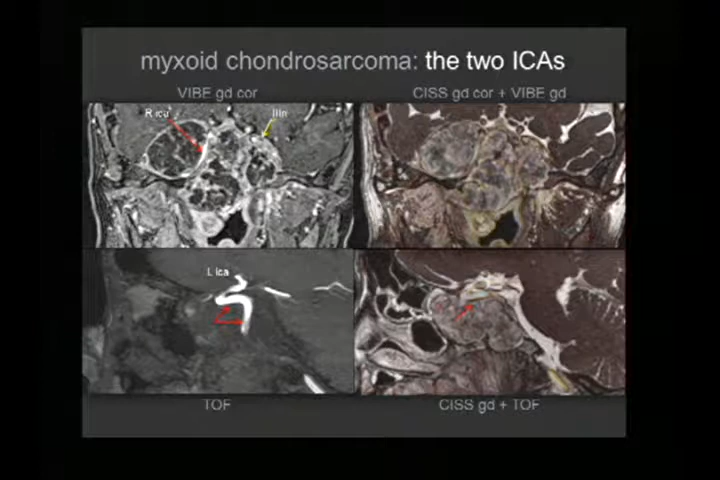 myxoid chondrosarcoma: the two ICAs
VIBE gd cor
CISS gd cor + VIBE gd
R ica
IIIn
L ica
TOF
CISS gd + TOF